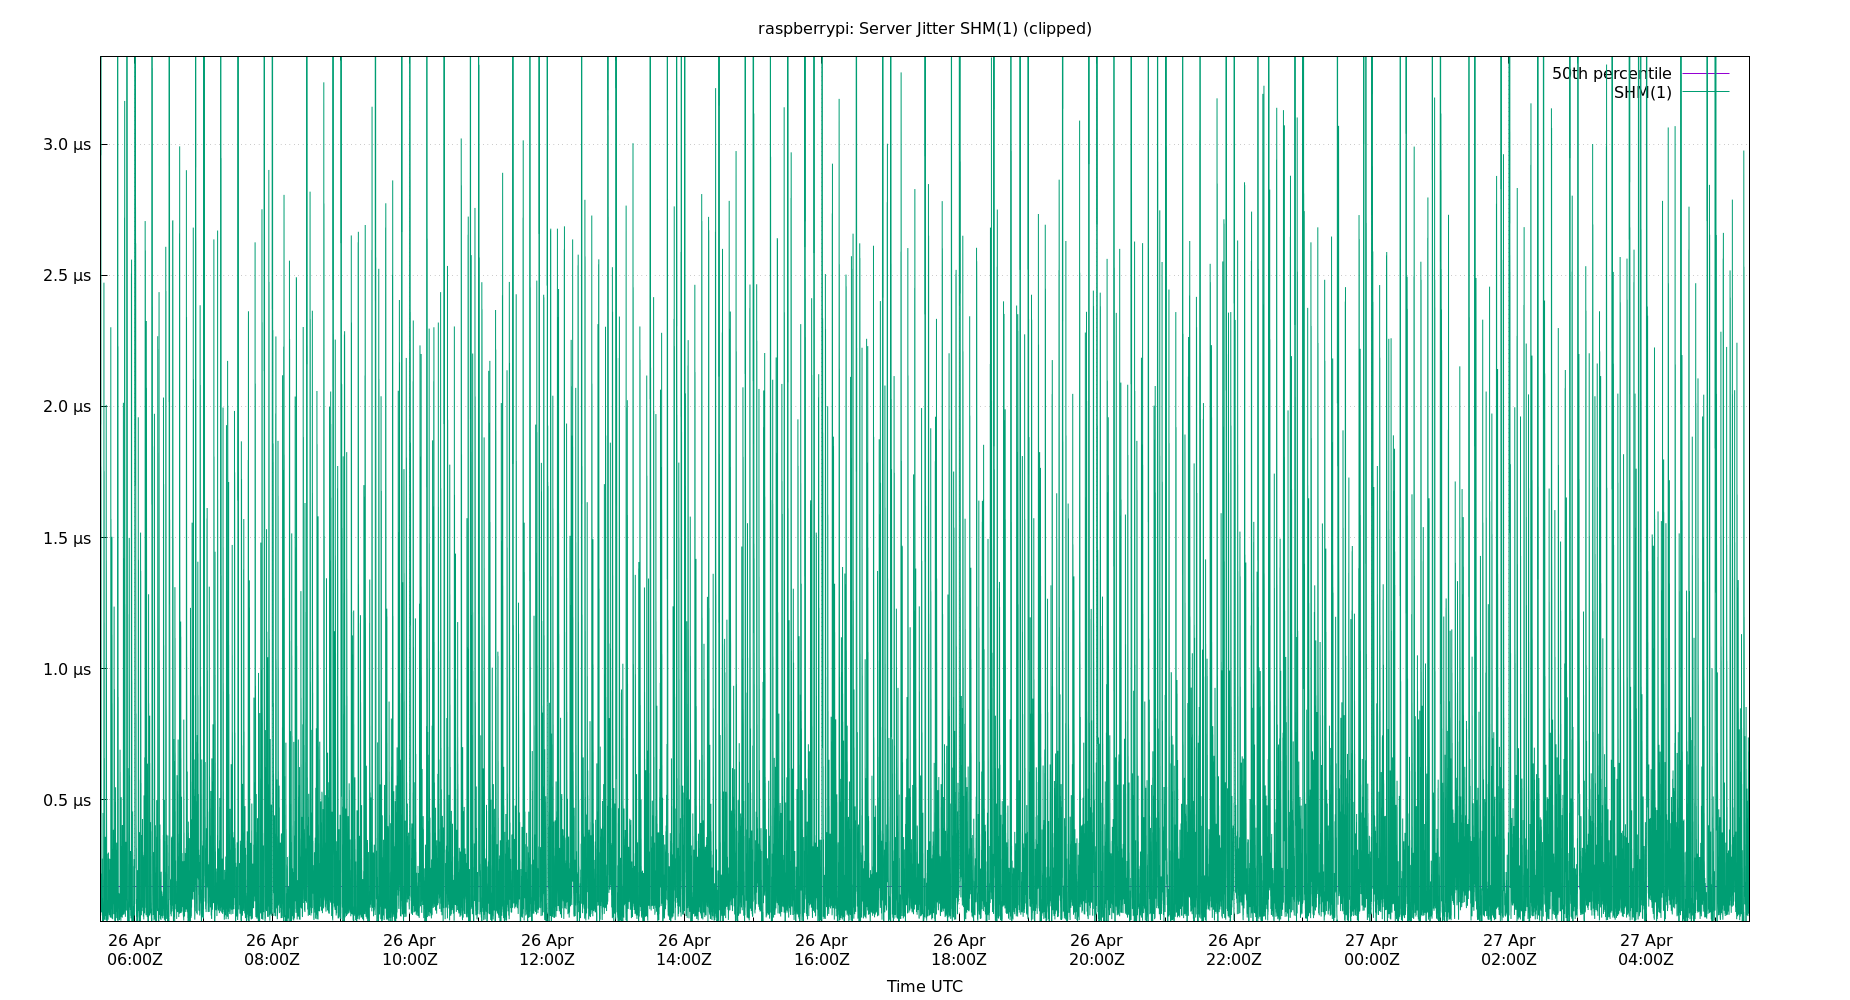 raspberrypi: Server Jitter SHM(1) (clipped)
50th percentile
SHM(1)
3.0 µs
2.5 µs
2.0 µs
1.5 µs
1.0 µs
0.5 µs
26 Apr 26 Apr 26 Apr 26 Apr 26 Apr 26 Apr 26 Apr 26 Apr 26 Apr 27 Apr 27 Apr 27 Apr
06:00Z 08:00Z 10:00Z 12:00Z 14:00Z 16:00Z 18:00Z 20:00Z 22:00Z 00:00Z 02:00Z 04:00Z
Time UTC